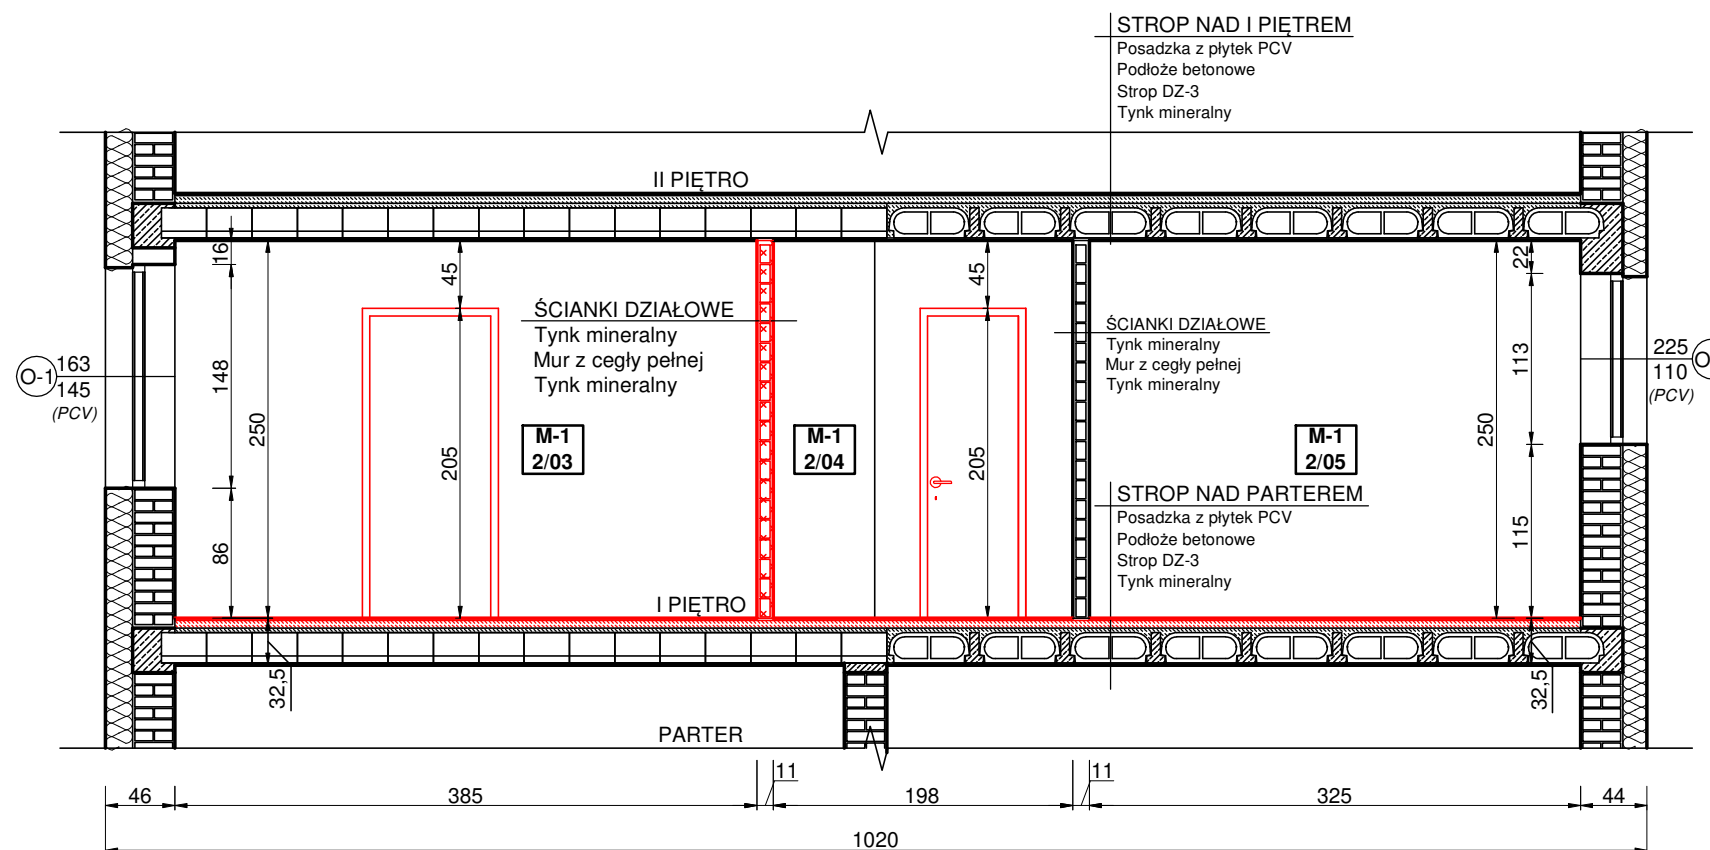 STROP NAD I PIĘTREM
Posadzka z płytek PCV
Podłoże betonowe
Strop DZ-3
Tynk mineralny
II PIĘTRO
16
45
45
22
ŚCIANKI DZIAŁOWE
Tynk mineralny
Mur z cegły pełnej
Tynk mineralny
ŚCIANKI DZIAŁOWE
Tynk mineralny
Mur z cegły pełnej
Tynk mineralny
O-1
163
145
(PCV)
148
250
205
205
250
113
225
110
(PCV)
O
M-1
2/03
M-1
2/04
M-1
2/05
86
115
STROP NAD PARTEREM
Posadzka z płytek PCV
Podłoże betonowe
Strop DZ-3
Tynk mineralny
I PIĘTRO
32,5
32,5
PARTER
46
385
11
198
11
325
44
1020